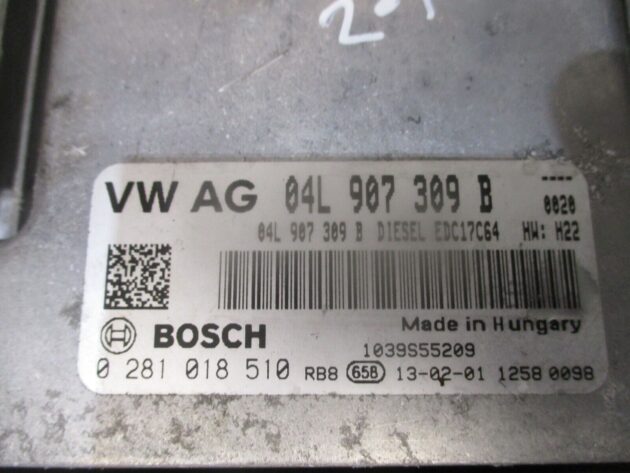 VW AG 04L 907 309 B ----
0020
04L 907 309 B DIESEL EDC17C64 HW: H22
Made in Hungary
BOSCH 1039S55209
0 281 018 510 RB8 658 13-02-01 1258 0098